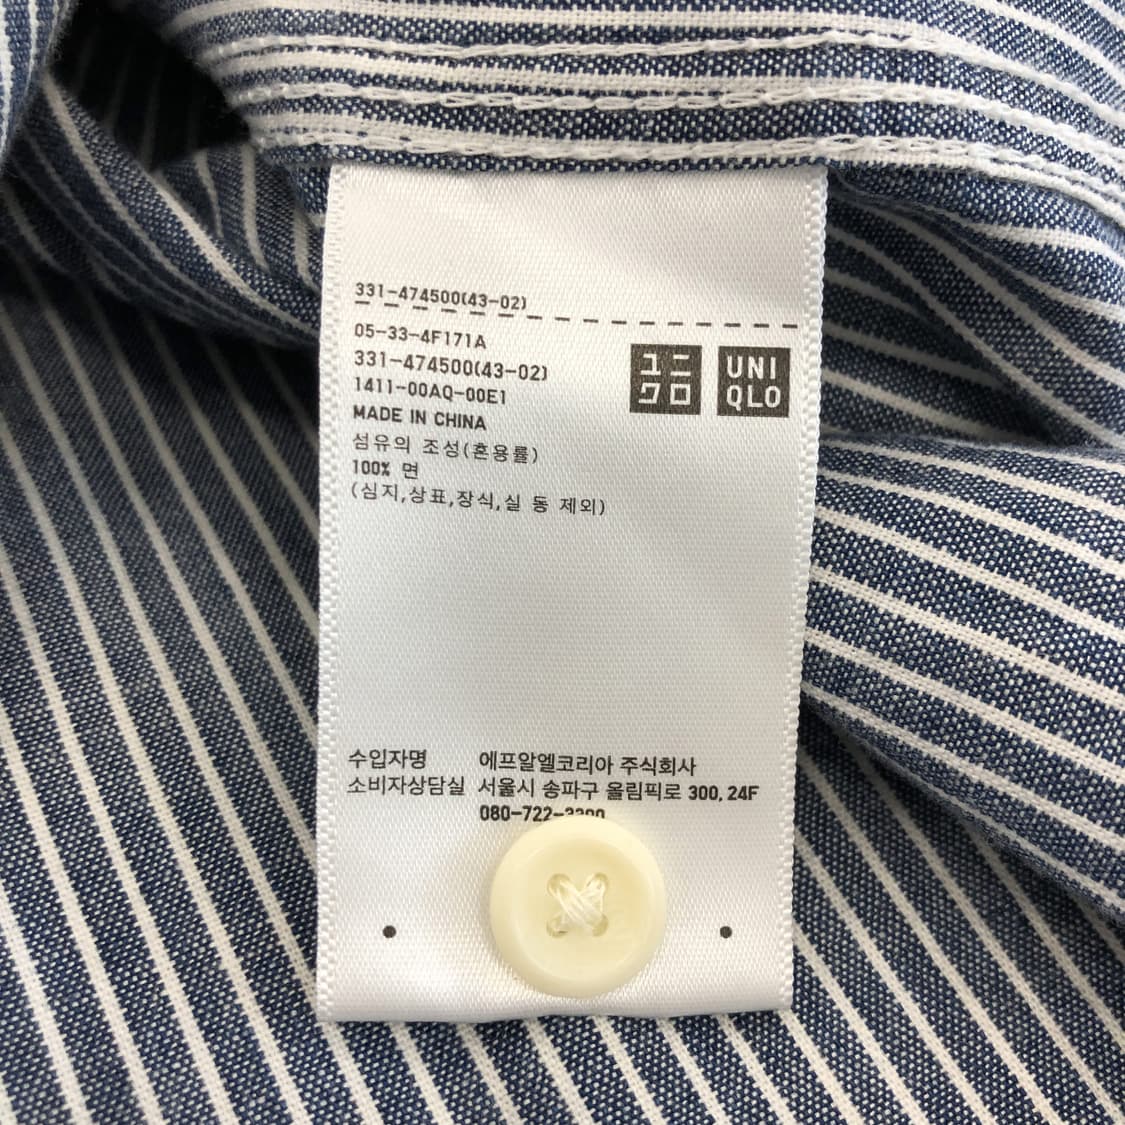 331-474500(43-02)
05-33-4F171A
331-474500(43-02)
1411-00AQ-00E1
MADE IN CHINA
섬유의 조성(혼용률)
100% 면
(심지,상표,장식,실 동 제외)
ユニ
クロ
UNI
QLO
수입자명 에프알엘코리아 주식회사
소비자상담실 서울시 송파구 올림픽로 300, 24F